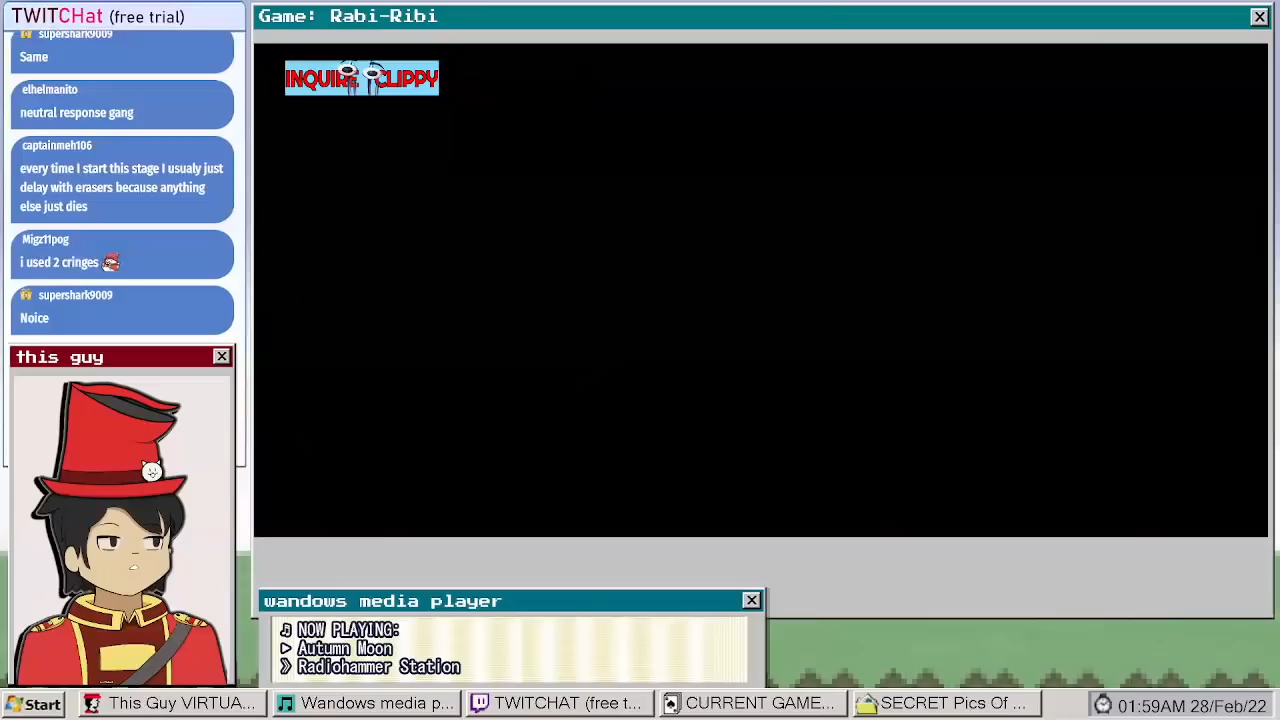 TWITCHat (free trial)
supershark9009
Same
elhelmanito
neutral response gang
captainmeh106
every time I start this stage I usualy just
delay with erasers because anything
else just dies
Migz11pog
i used 2 cringes
supershark9009
Noice
this guy
Game: Rabi-Ribi
INQUIRE CLIPPY
wandows media player
NOW PLAYING:
Autumn Moon
Radiohammer Station
Start
This Guy VIRTUA...
Wandows media p...
TWITCHAT (free t...
CURRENT GAME...
SECRET Pics Of ...
01:59AM 28/Feb/22